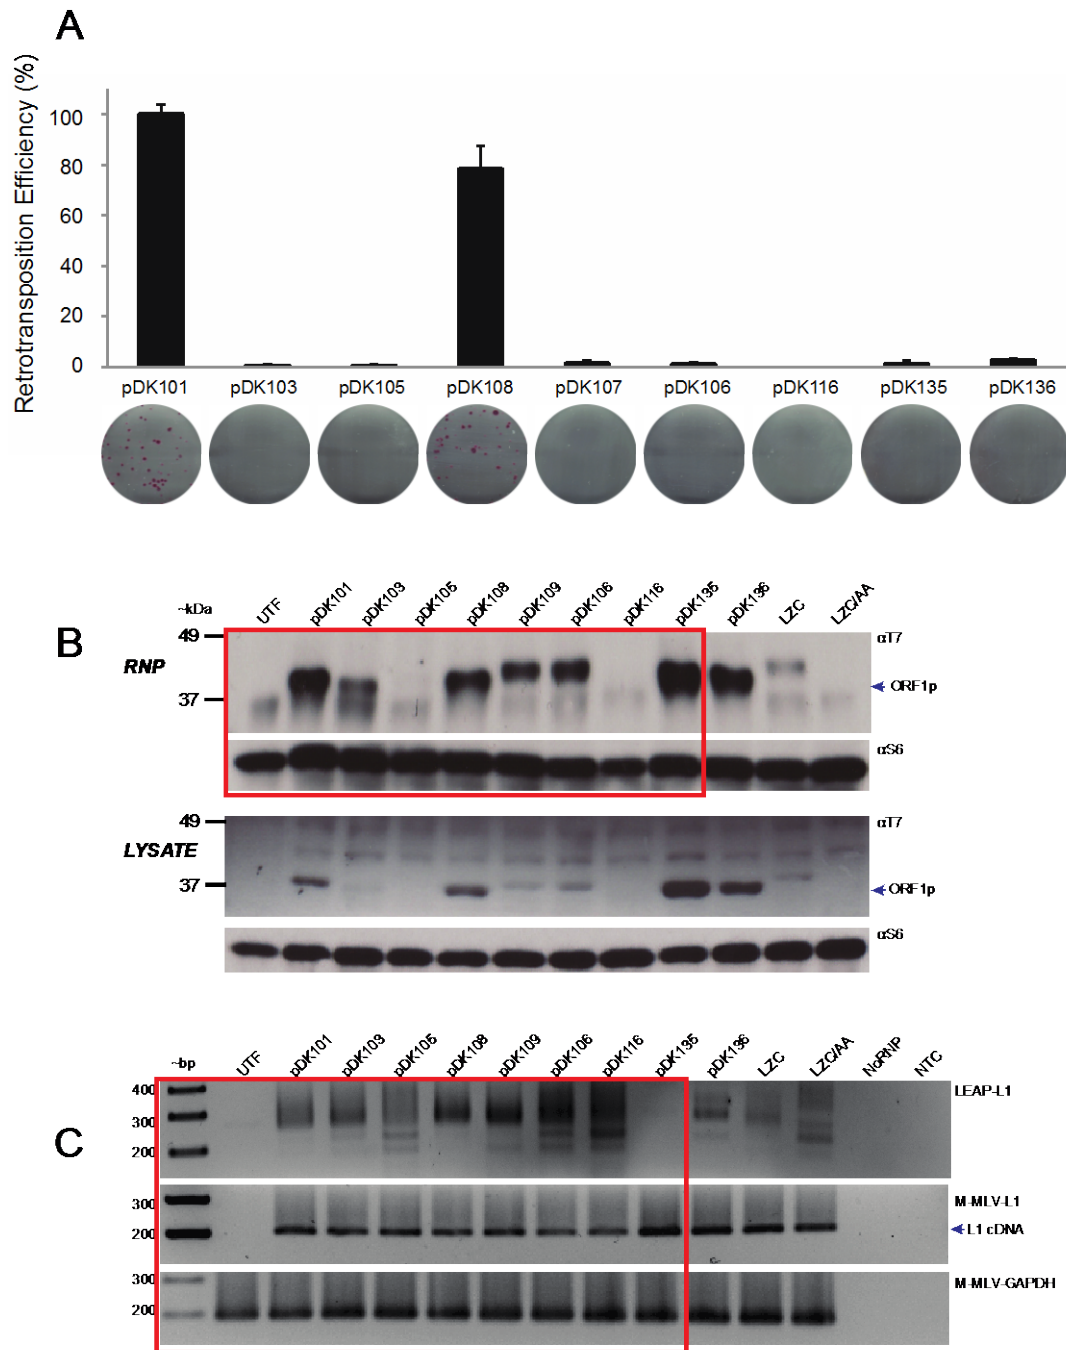 A
Retrotransposition Efficiency (%)
100
80
60
40
20
0
pDK101 pDK103 pDK105 pDK108 pDK107 pDK106 pDK116 pDK135 pDK136
B
~kDa UTF pDK101 pDK103 pDK105 pDK108 pDK109 pDK106 pDK116 pDK135 pDK136 LZC LZC/AA
49 αT7
RNP
ORF1p
37
αS6
49 αT7
LYSATE
37 ORF1p
αS6
C
~bp UTF pDK101 pDK103 pDK105 pDK108 pDK109 pDK106 pDK116 pDK135 pDK136 LZC LZC/AA NoRNP NTC
400 LEAP-L1
300
200
300 M-MLV-L1
200 L1 cDNA
300 M-MLV-GAPDH
200